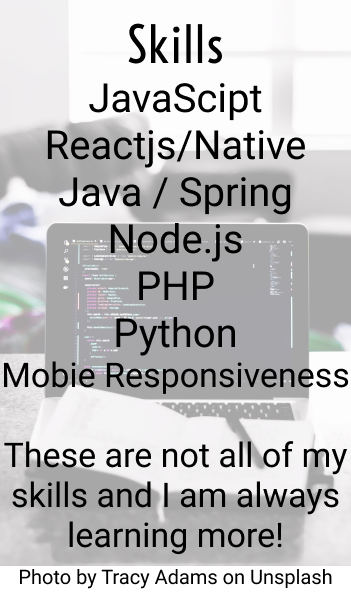 Skills
JavaScipt
Reactjs/Native
Java / Spring
Node.js
PHP
Python
Mobie Responsiveness
These are not all of my
skills and I am always
learning more!
Photo by Tracy Adams on Unsplash